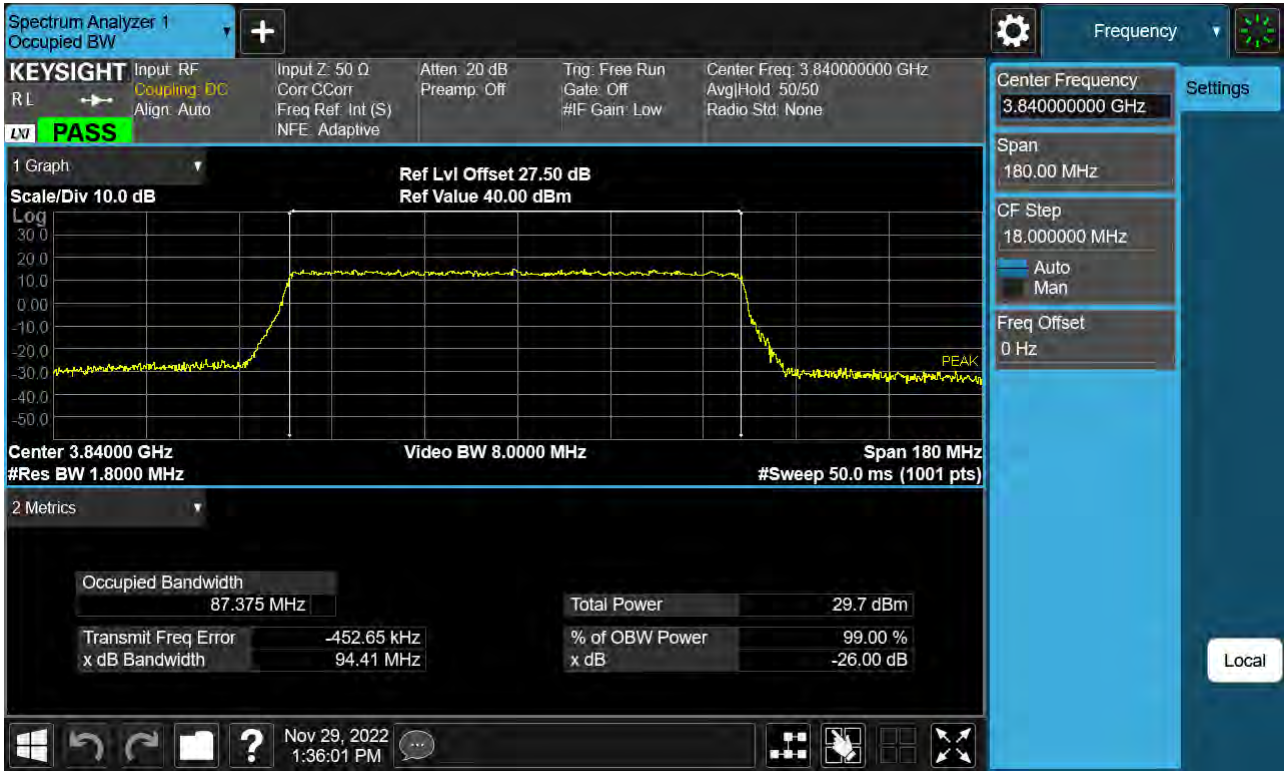 Spectrum Analyzer 1
Occupied BW
Frequency
KEYSIGHT
R L
LXI PASS
Input: RF
Coupling: DC
Align: Auto
Input Z: 50 Ω
Corr CCorr
Freq Ref: Int (S)
NFE: Adaptive
Atten: 20 dB
Preamp: Off
Trig: Free Run
Gate: Off
#IF Gain: Low
Center Freq: 3.840000000 GHz
Avg|Hold: 50/50
Radio Std: None
Center Frequency
3.840000000 GHz
Settings
Span
180.00 MHz
CF Step
18.000000 MHz
Auto
Man
Freq Offset
0 Hz
1 Graph
Scale/Div 10.0 dB
Ref Lvl Offset 27.50 dB
Ref Value 40.00 dBm
Log
30.0
20.0
10.0
0.00
-10.0
-20.0
-30.0
-40.0
-50.0
PEAK
Center 3.84000 GHz
#Res BW 1.8000 MHz
Video BW 8.0000 MHz
Span 180 MHz
#Sweep 50.0 ms (1001 pts)
2 Metrics
Occupied Bandwidth
87.375 MHz
Transmit Freq Error -452.65 kHz
x dB Bandwidth 94.41 MHz
Total Power 29.7 dBm
% of OBW Power 99.00 %
x dB -26.00 dB
Local
Nov 29, 2022
1:36:01 PM